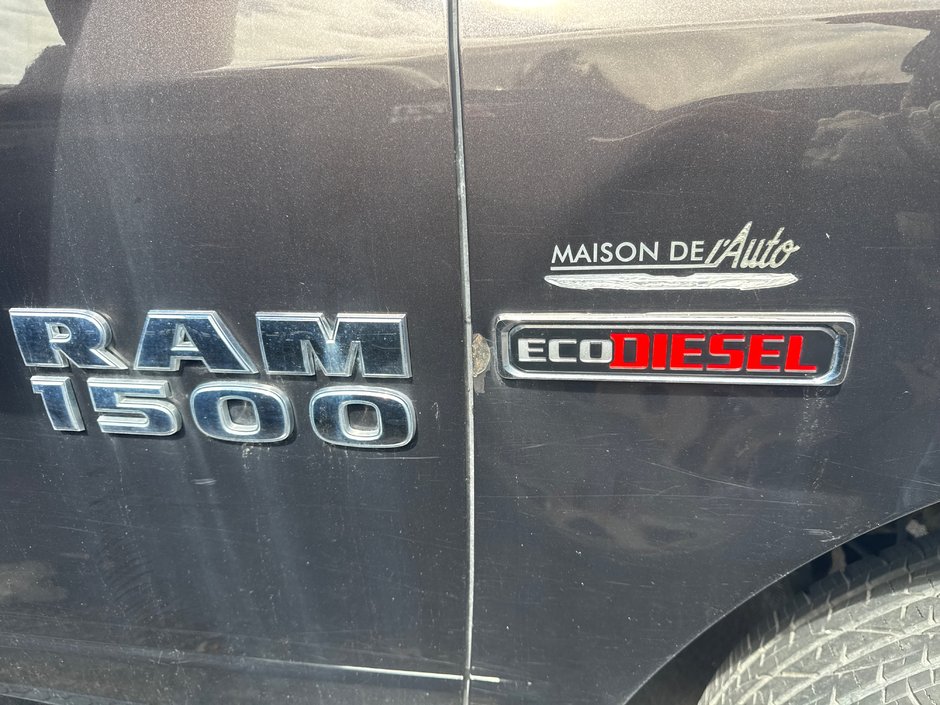 RAM
1500
MAISON DE l'Auto
ECODIESEL